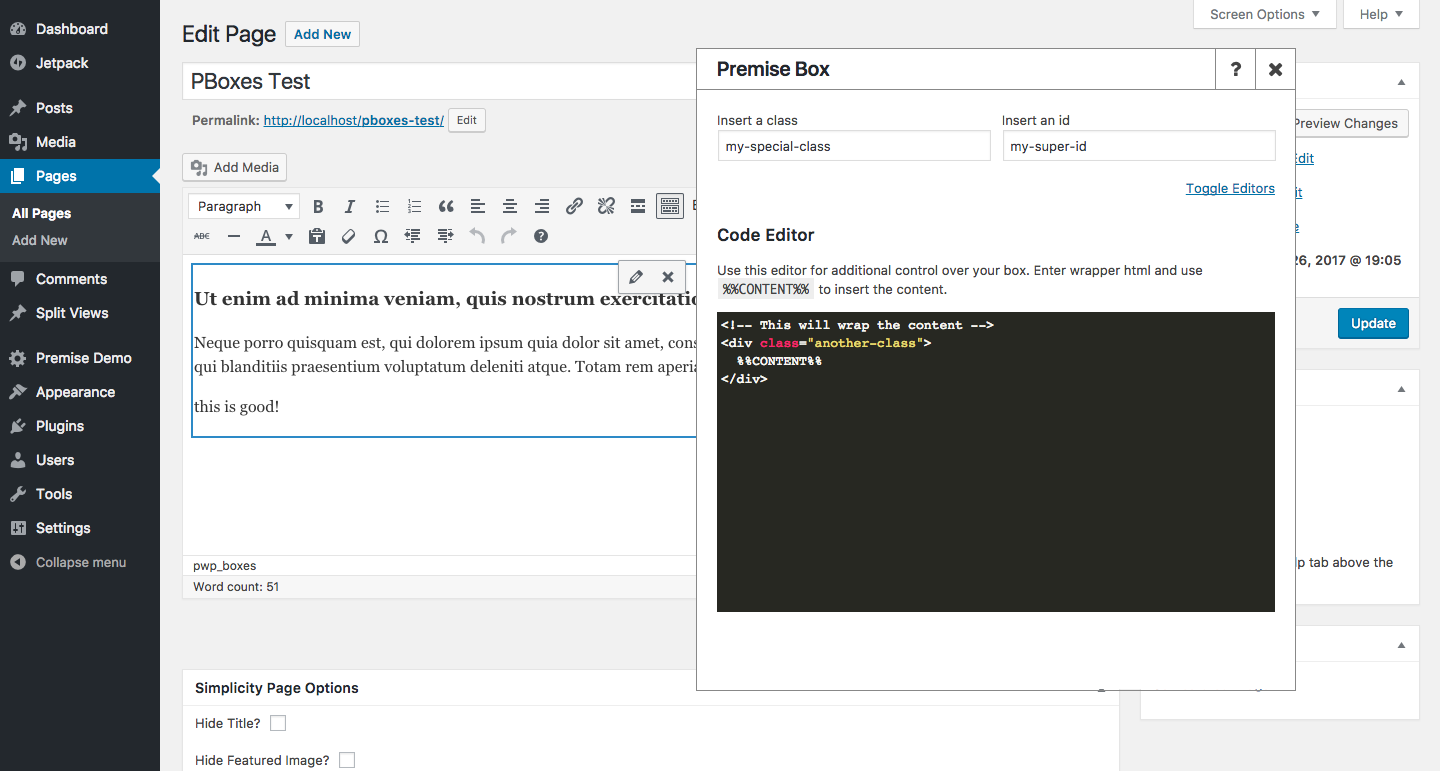 Dashboard
Jetpack
Posts
Media
Pages
All Pages
Add New
Comments
Split Views
Premise Demo
Appearance
Plugins
Users
Tools
Settings
Collapse menu
Screen Options
Help
Edit Page
Add New
PBoxes Test
Permalink: http://localhost/pboxes-test/ Edit
Add Media
Paragraph
ABC
Ut enim ad minima veniam, quis nostrum exercitatio
Neque porro quisquam est, qui dolorem ipsum quia dolor sit amet, cons
qui blanditiis praesentium voluptatum deleniti atque. Totam rem aperia
this is good!
pwp_boxes
Word count: 51
Simplicity Page Options
Hide Title?
Hide Featured Image?
Premise Box
Insert a class
Insert an id
my-special-class
my-super-id
Toggle Editors
Code Editor
Use this editor for additional control over your box. Enter wrapper html and use
%%CONTENT%% to insert the content.
<!-- This will wrap the content -->
<div class="another-class">
%%CONTENT%%
</div>
Preview Changes
Edit
26, 2017 @ 19:05
Update
lp tab above the